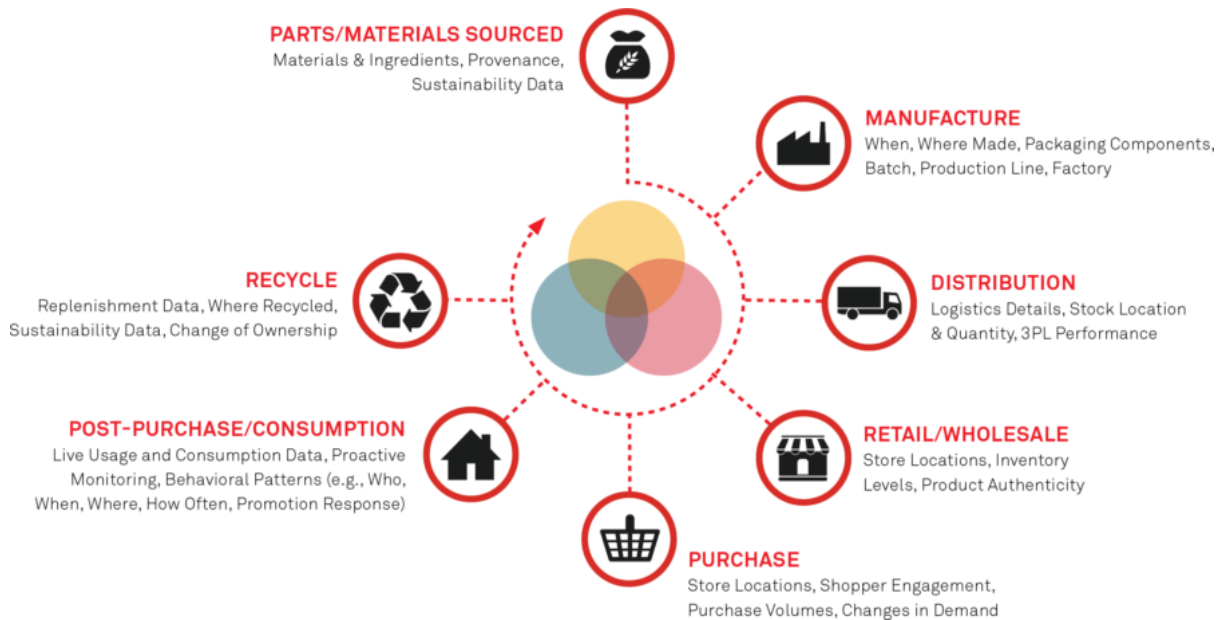 PARTS/MATERIALS SOURCED
Materials & Ingredients, Provenance,
Sustainability Data
MANUFACTURE
When, Where Made, Packaging Components,
Batch, Production Line, Factory
DISTRIBUTION
Logistics Details, Stock Location
& Quantity, 3PL Performance
RETAIL/WHOLESALE
Store Locations, Inventory
Levels, Product Authenticity
PURCHASE
Store Locations, Shopper Engagement,
Purchase Volumes, Changes in Demand
POST-PURCHASE/CONSUMPTION
Live Usage and Consumption Data, Proactive
Monitoring, Behavioral Patterns (e.g., Who,
When, Where, How Often, Promotion Response)
RECYCLE
Replenishment Data, Where Recycled,
Sustainability Data, Change of Ownership